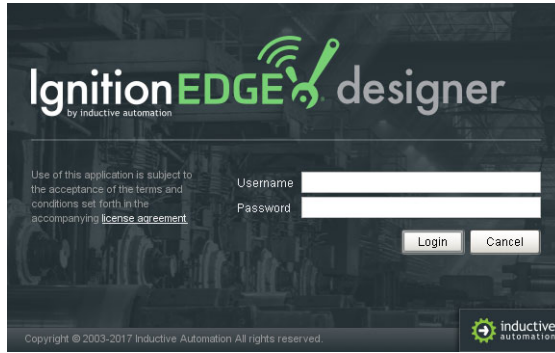 Ignition EDGE designer
by inductive automation
Use of this application is subject to
the acceptance of the terms and
conditions set forth in the
accompanying license agreement
Username
Password
Login Cancel
Copyright © 2003-2017 Inductive Automation All rights reserved.
inductive
automation